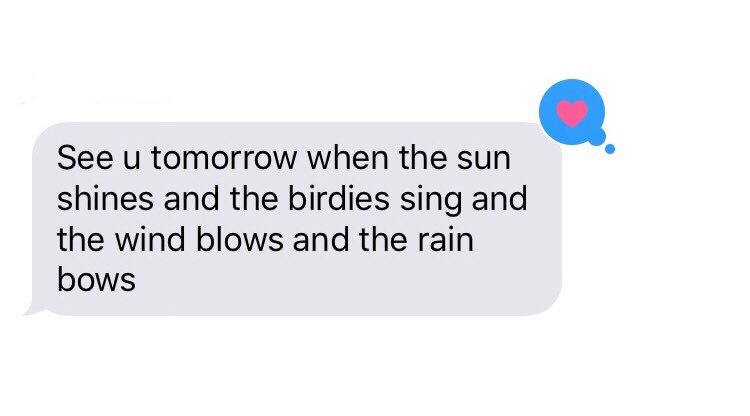 See u tomorrow when the sun
shines and the birdies sing and
the wind blows and the rain
bows